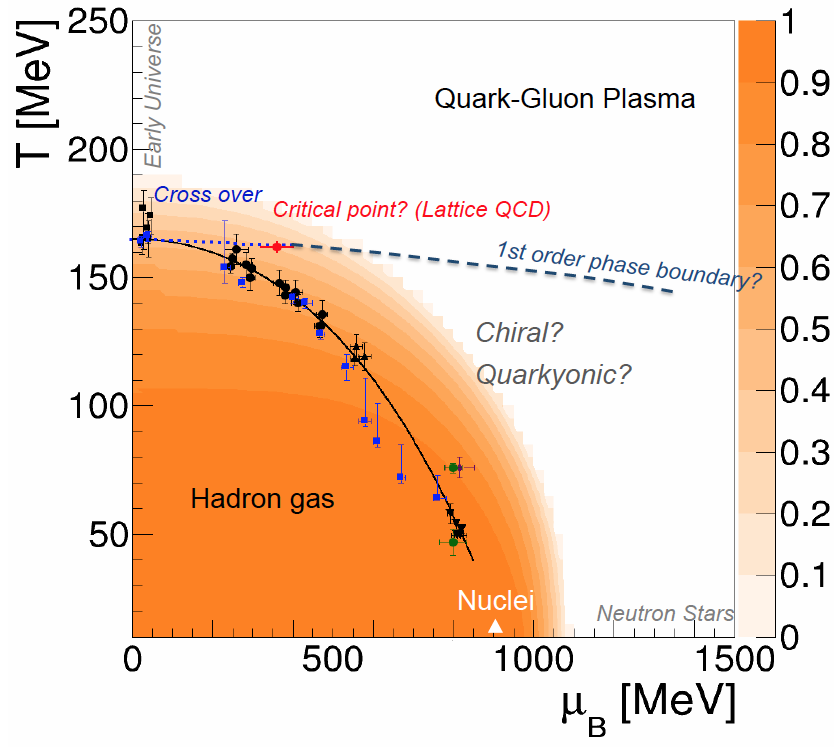 T [MeV]
250
200
150
100
50
0
500
1000
1500
μB [MeV]
Early Universe
Quark-Gluon Plasma
Cross over
Critical point? (Lattice QCD)
1st order phase boundary?
Chiral?
Quarkyonic?
Hadron gas
Nuclei
Neutron Stars
1
0.9
0.8
0.7
0.6
0.5
0.4
0.3
0.2
0.1
0